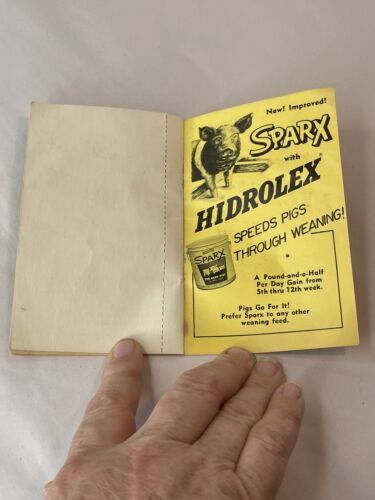 New! Improved!
SPARX
with
HIDROLEX®
SPEEDS PIGS
THROUGH WEANING!
SPARX
A Pound-and-a-Half
Per Day Gain from
5th thru 12th week.
Pigs Go For It!
Prefer Sparx to any other
weaning feed.